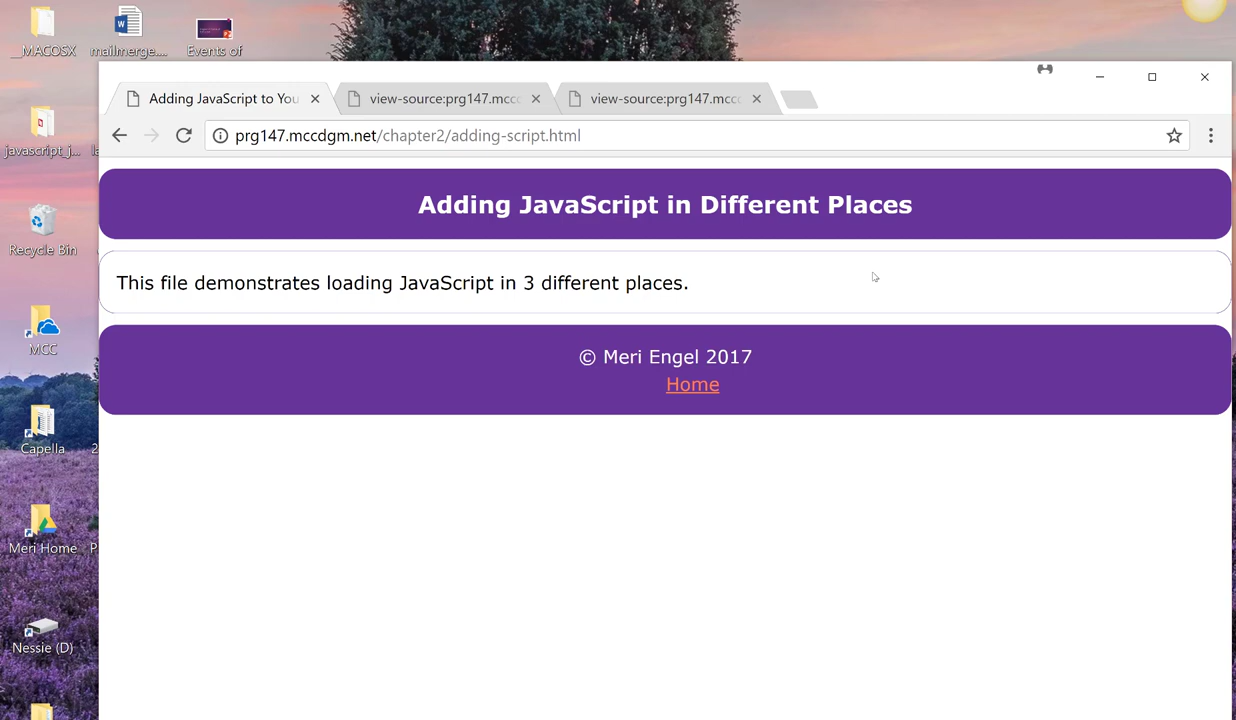 __MACOSX
mailmerge....
Events of
javascript_j...
Recycle Bin
MCC
Capella
2
Meri Home
P
Nessie (D)
Adding JavaScript to You
view-source:prg147.mcc
view-source:prg147.mcc
prg147.mccdgm.net/chapter2/adding-script.html
Adding JavaScript in Different Places
This file demonstrates loading JavaScript in 3 different places.
© Meri Engel 2017
Home